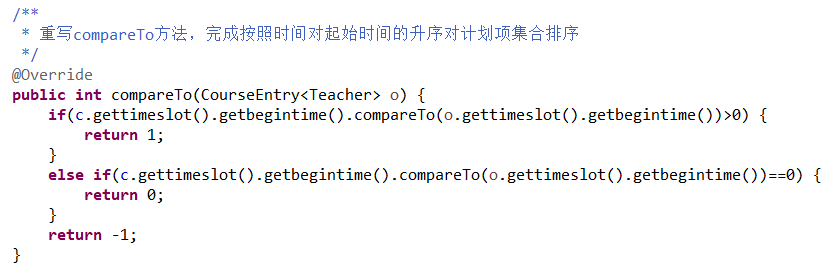 /**
 * 重写compareTo方法，完成按照时间对起始时间的升序对计划项集合排序
 */
@Override
public int compareTo(CourseEntry<Teacher> o) {
    if(c.gettimeslot().getbegintime().compareTo(o.gettimeslot().getbegintime())>0) {
        return 1;
    }
    else if(c.gettimeslot().getbegintime().compareTo(o.gettimeslot().getbegintime())==0) {
        return 0;
    }
    return -1;
}